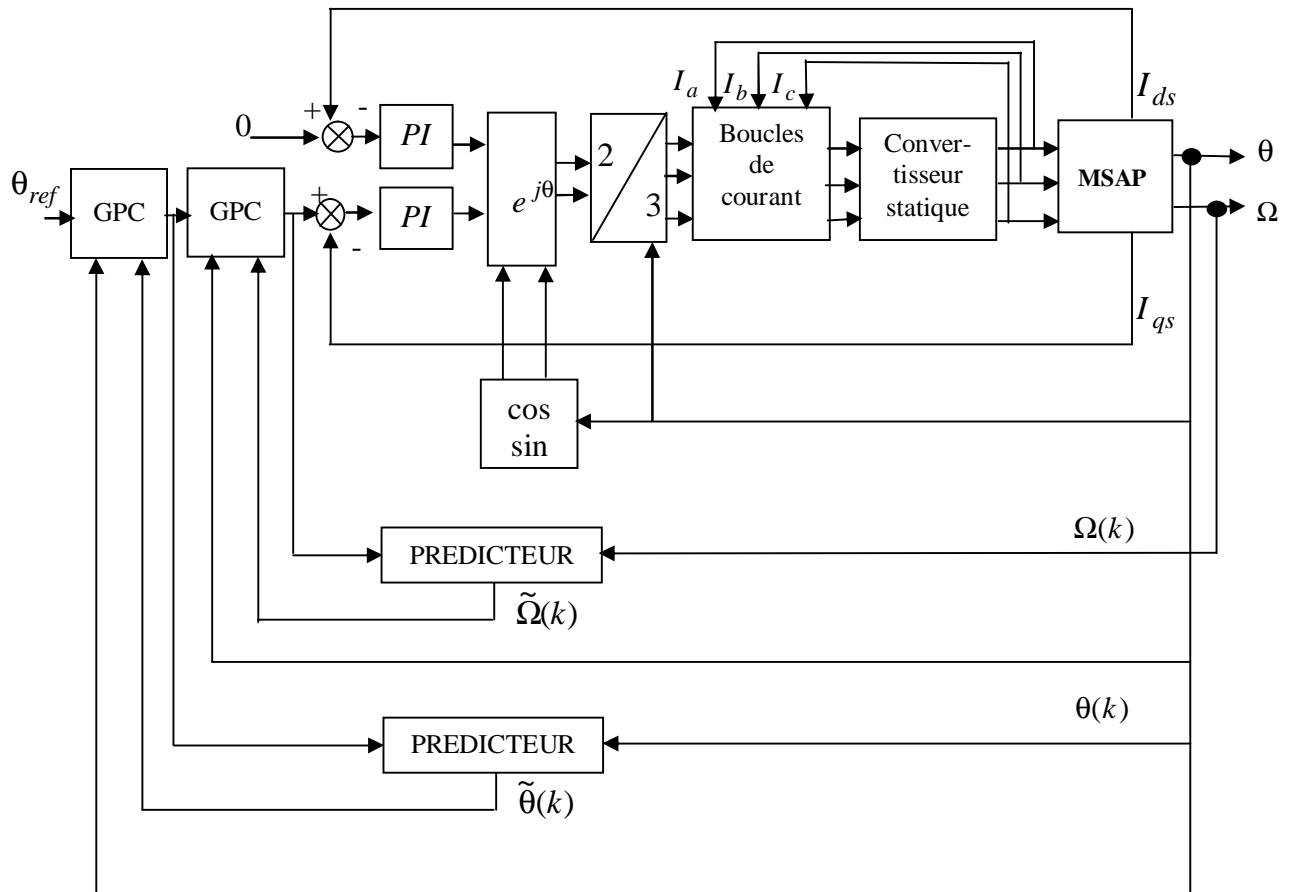 I_a I_b I_c
I_ds
+
-
0
PI
Boucles
de
courant
Conver-
tisseur
statique
MSAP
θ
Ω
θ_ref
GPC
GPC
+
-
PI
e^jθ
2
3
I_qs
cos
sin
PREDICTEUR
Ω(k)
Ω̃(k)
θ(k)
PREDICTEUR
θ̃(k)